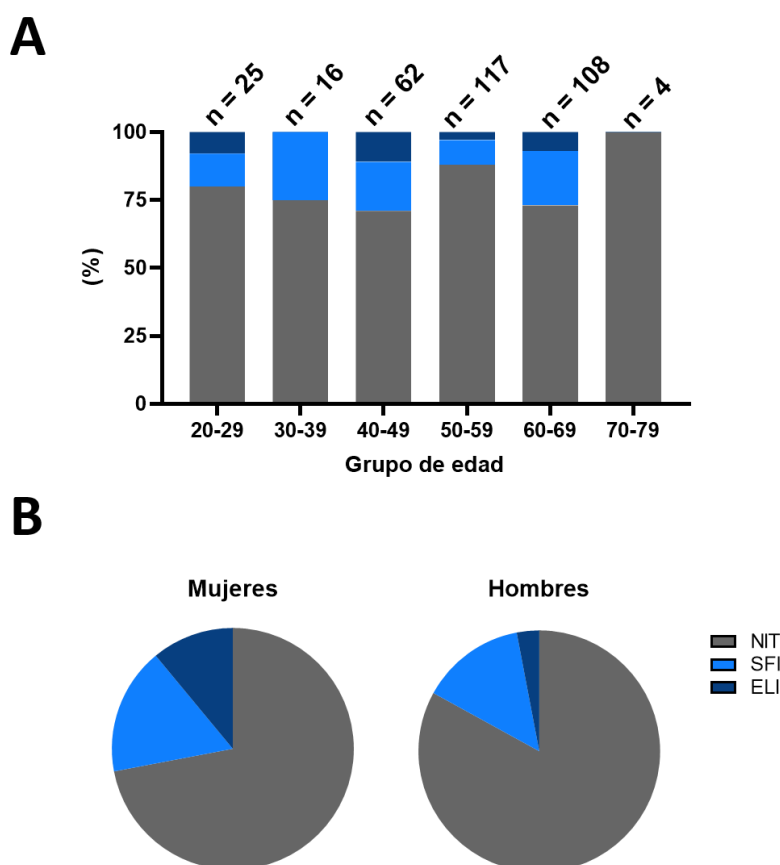 A
n = 25
n = 16
n = 62
n = 117
n = 108
n = 4
100
75
50
25
0
(%)
20-29
30-39
40-49
50-59
60-69
70-79
Grupo de edad
B
Mujeres
Hombres
NIT
SFI
ELI